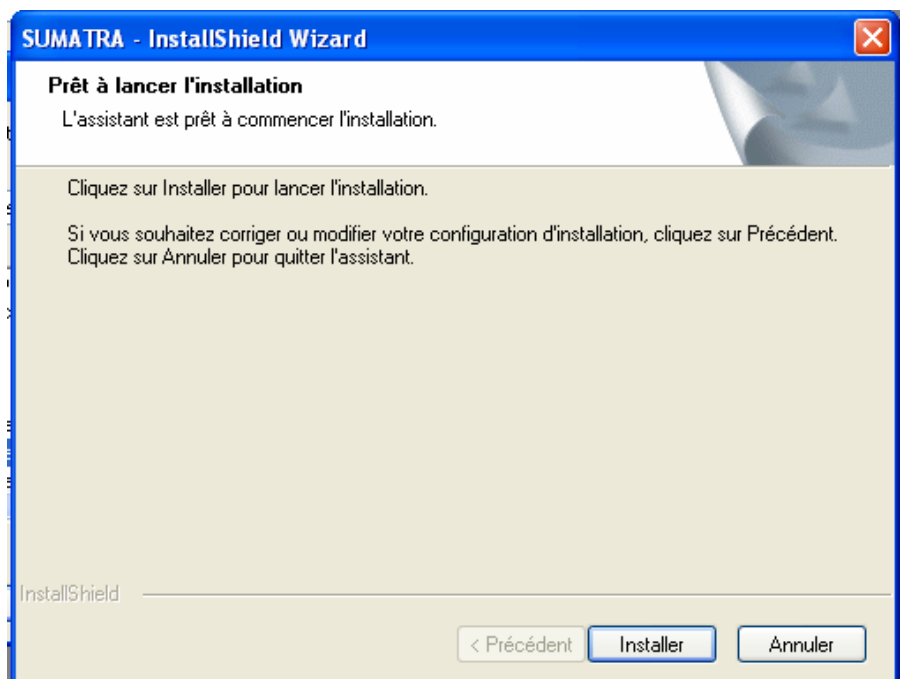 SUMATRA - InstallShield Wizard
Prêt à lancer l'installation
L'assistant est prêt à commencer l'installation.
Cliquez sur Installer pour lancer l'installation.
Si vous souhaitez corriger ou modifier votre configuration d'installation, cliquez sur Précédent.
Cliquez sur Annuler pour quitter l'assistant.
InstallShield
< Précédent Installer Annuler